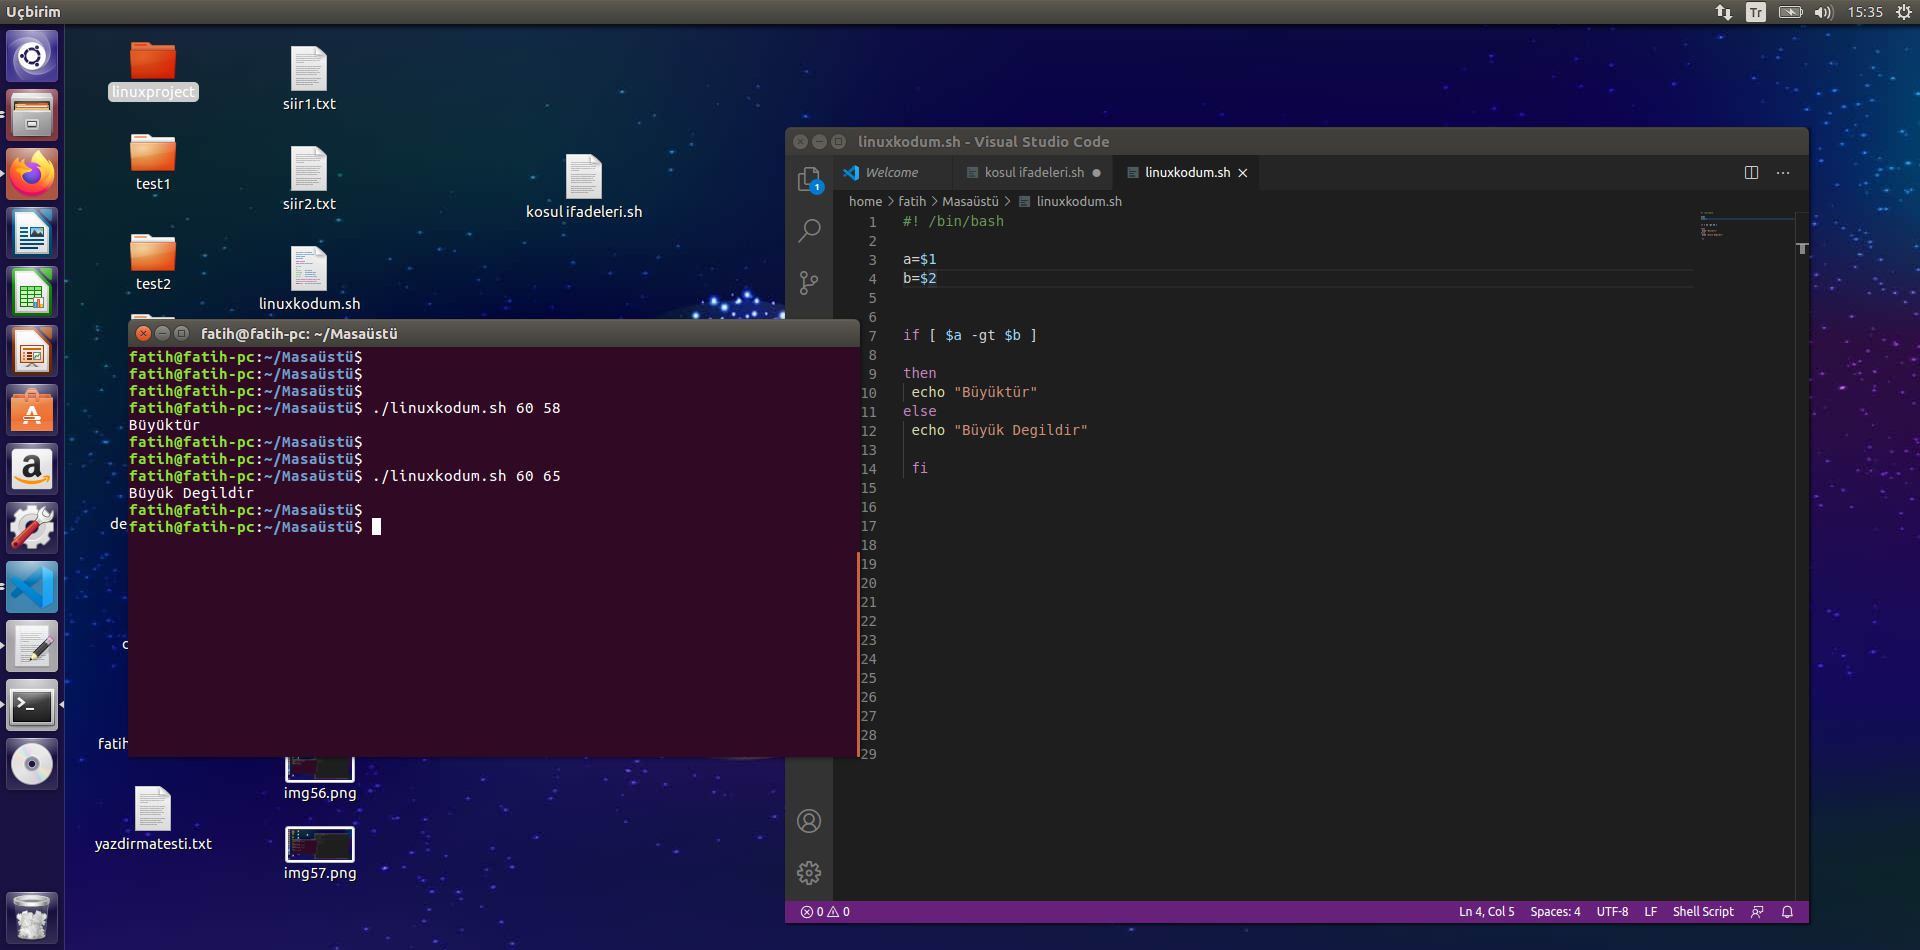 Uçbirim
Tr
15:35
linuxproject
siir1.txt
test1
siir2.txt
kosul ifadeleri.sh
test2
linuxkodum.sh
fatih@fatih-pc: ~/Masaüstü
fatih@fatih-pc:~/Masaüstü$
fatih@fatih-pc:~/Masaüstü$
fatih@fatih-pc:~/Masaüstü$
fatih@fatih-pc:~/Masaüstü$ ./linuxkodum.sh 60 58
Büyüktür
fatih@fatih-pc:~/Masaüstü$
fatih@fatih-pc:~/Masaüstü$
fatih@fatih-pc:~/Masaüstü$ ./linuxkodum.sh 60 65
Büyük Degildir
fatih@fatih-pc:~/Masaüstü$
fatih@fatih-pc:~/Masaüstü$
de
fatih
img56.png
yazdirmatesti.txt
img57.png
linuxkodum.sh - Visual Studio Code
1
Welcome
kosul ifadeleri.sh
linuxkodum.sh
home > fatih > Masaüstü > linuxkodum.sh
1 #! /bin/bash
2
3 a=$1
4 b=$2
5
6
7 if [ $a -gt $b ]
8
9 then
10 echo "Büyüktür"
11 else
12 echo "Büyük Degildir"
13
14 fi
15
16
17
18
19
20
21
22
23
24
25
26
27
28
29
0 0
Ln 4, Col 5 Spaces: 4 UTF-8 LF Shell Script